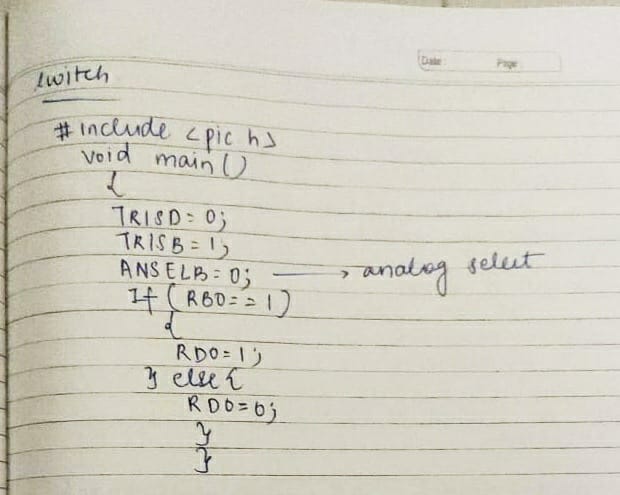 Date Page
switch
#include <pic h>
void main()
{
TRISD = 0;
TRISB = 1;
ANSELB = 0; → analog select
If (RB0 == 1)
{
RD0 = 1;
} else {
RD0 = 0;
}
}